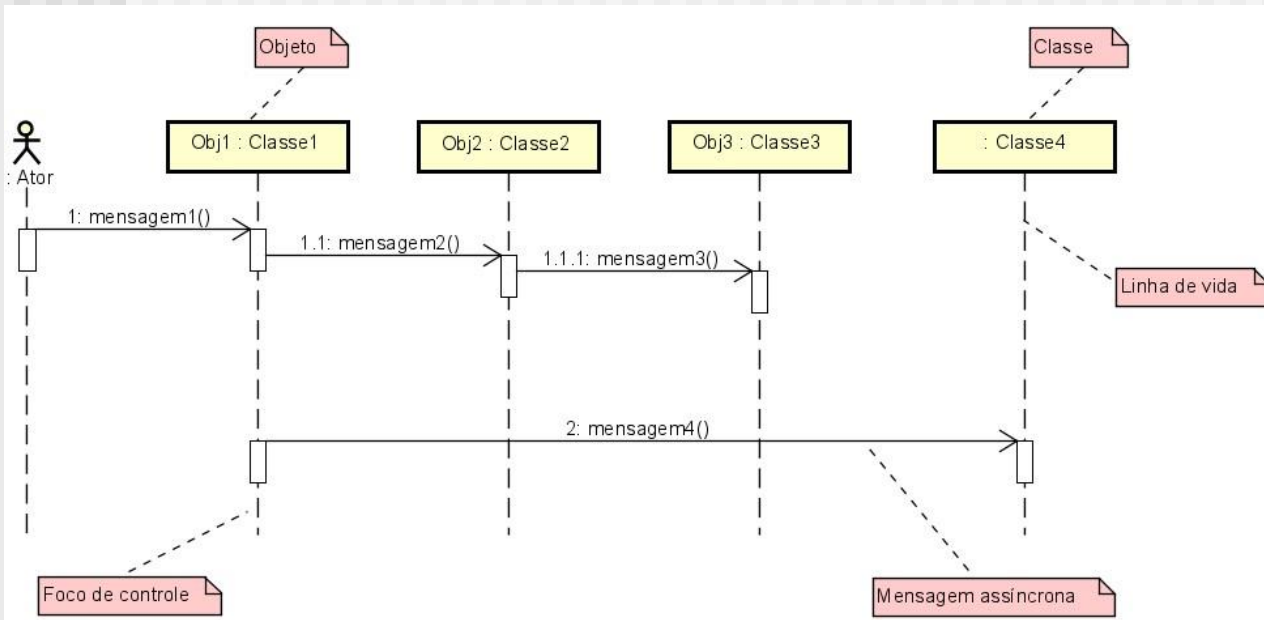 Objeto
Classe
Obj1 : Classe1
Obj2 : Classe2
Obj3 : Classe3
: Classe4
: Ator
1: mensagem1()
1.1: mensagem2()
1.1.1: mensagem3()
Linha de vida
2: mensagem4()
Foco de controle
Mensagem assíncrona